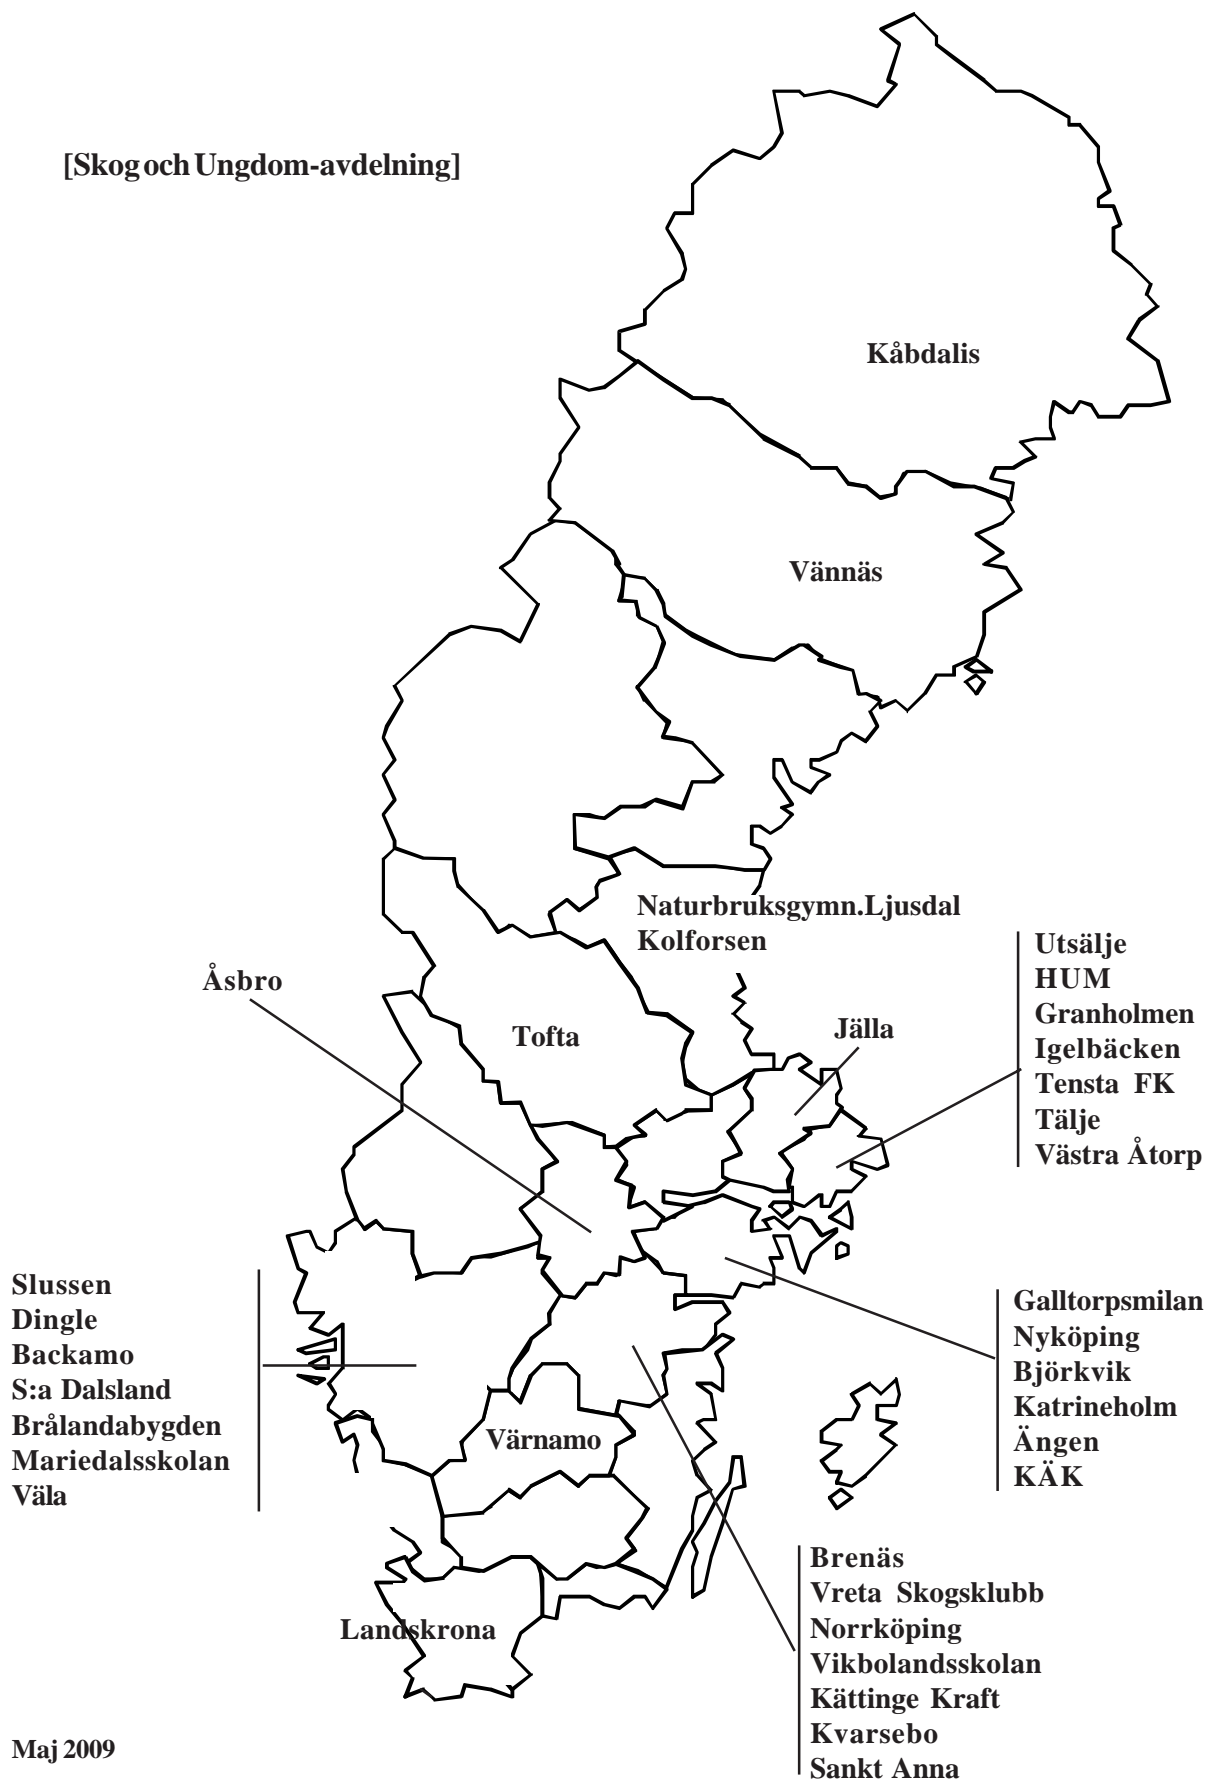 [Skog och Ungdom-avdelning]
Kåbdalis
Vännäs
Naturbruksgymn.Ljusdal
Kolforsen
Åsbro
Tofta
Jälla
Utsälje
HUM
Granholmen
Igelbäcken
Tensta FK
Tälje
Västra Åtorp
Slussen
Dingle
Backamo
S:a Dalsland
Brålandabygden
Mariedalsskolan
Väla
Galltorpsmilan
Nyköping
Björkvik
Katrineholm
Ängen
KÄK
Värnamo
Landskrona
Brenäs
Vreta Skogsklubb
Norrköping
Vikbolandsskolan
Kättinge Kraft
Kvarsebo
Sankt Anna
Maj 2009